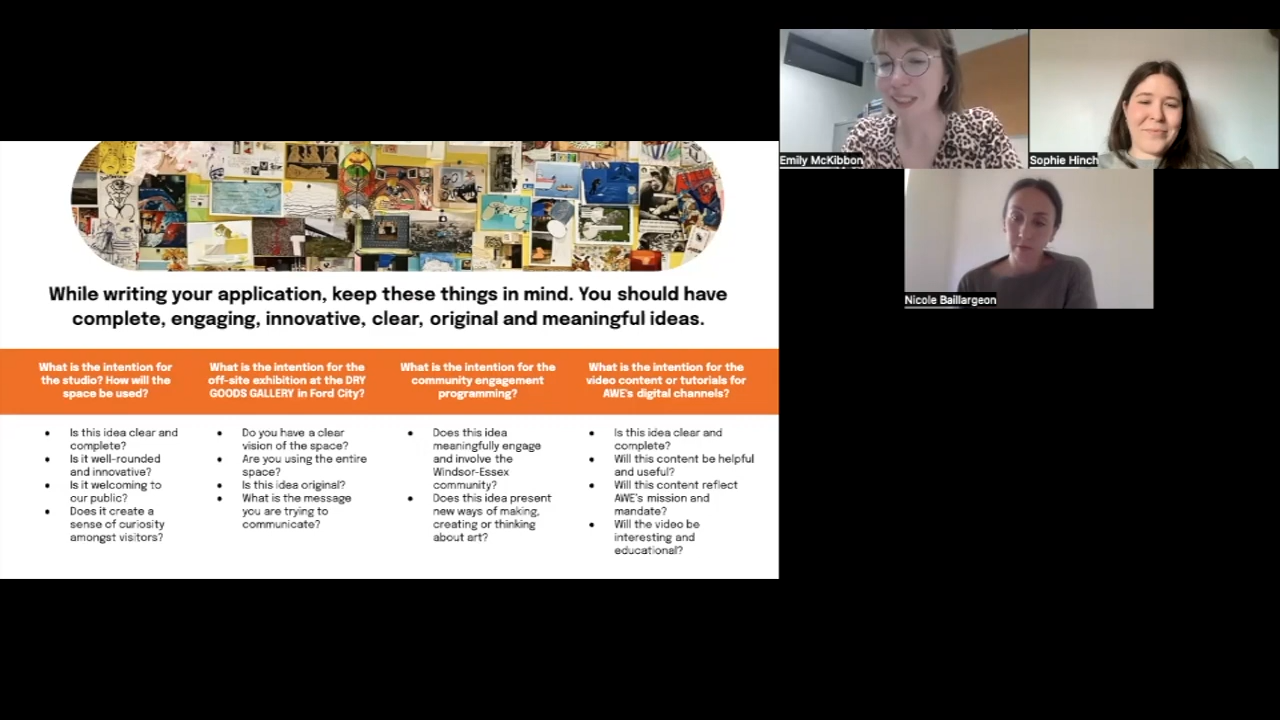 While writing your application, keep these things in mind. You should have
complete, engaging, innovative, clear, original and meaningful ideas.
What is the intention for
the studio? How will the
space be used?
• Is this idea clear and
complete?
• Is it well-rounded
and innovative?
• Is it welcoming to
our public?
• Does it create a
sense of curiosity
amongst visitors?
What is the intention for the
off-site exhibition at the DRY
GOODS GALLERY in Ford City?
• Do you have a clear
vision of the space?
• Are you using the entire
space?
• Is this idea original?
• What is the message
you are trying to
communicate?
What is the intention for the
community engagement
programming?
• Does this idea
meaningfully engage
and involve the
Windsor-Essex
community?
• Does this idea present
new ways of making,
creating or thinking
about art?
What is the intention for the
video content or tutorials for
AWE's digital channels?
• Is this idea clear and
complete?
• Will this content be helpful
and useful?
• Will this content reflect
AWE's mission and
mandate?
• Will the video be
interesting and
educational?
Emily McKibbon
Sophie Hinch
Nicole Baillargeon